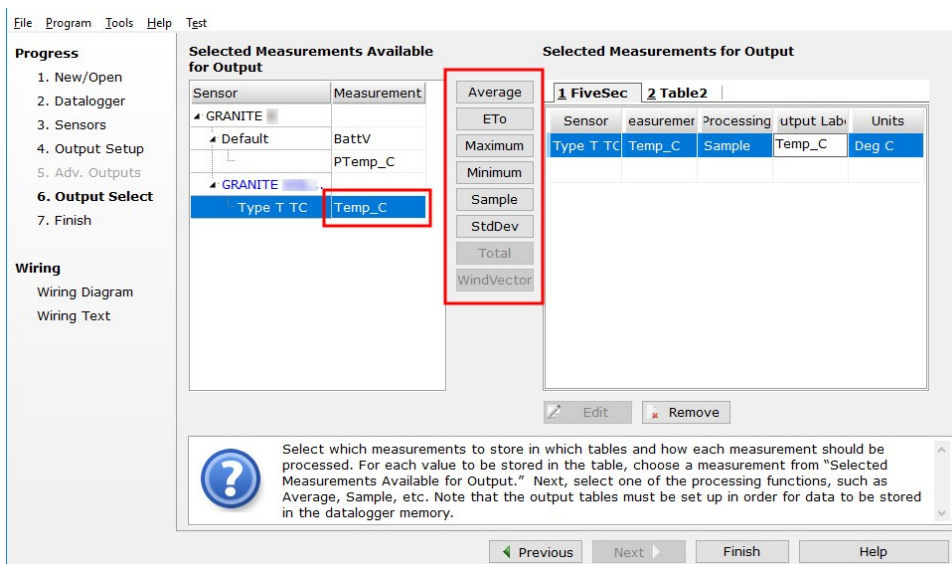 File Program Tools Help Test
Progress
1. New/Open
2. Datalogger
3. Sensors
4. Output Setup
5. Adv. Outputs
6. Output Select
7. Finish
Wiring
Wiring Diagram
Wiring Text
Selected Measurements Available
for Output
Sensor Measurement
GRANITE
Default BattV
PTemp_C
GRANITE ...
Type T TC Temp_C
Average
ETo
Maximum
Minimum
Sample
StdDev
Total
WindVector
Selected Measurements for Output
1 FiveSec 2 Table2
Sensor easuremer Processing utput Lab Units
Type T TC Temp_C Sample Temp_C Deg C
Edit Remove
Select which measurements to store in which tables and how each measurement should be
processed. For each value to be stored in the table, choose a measurement from “Selected
Measurements Available for Output.” Next, select one of the processing functions, such as
Average, Sample, etc. Note that the output tables must be set up in order for data to be stored
in the datalogger memory.
Previous Next Finish Help